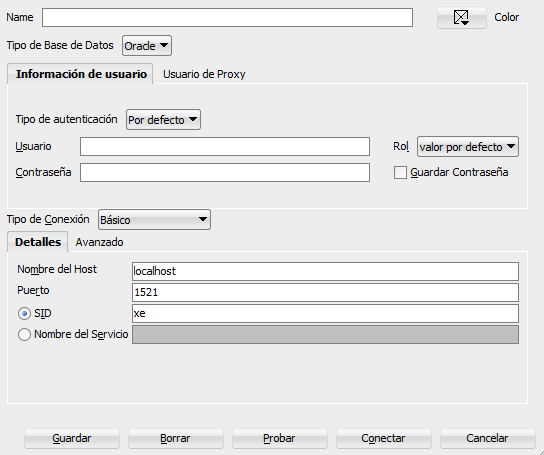 Name Color
Tipo de Base de Datos Oracle
Información de usuario Usuario de Proxy
Tipo de autenticación Por defecto
Usuario Rol valor por defecto
Contraseña Guardar Contraseña
Tipo de Conexión Básico
Detalles Avanzado
Nombre del Host localhost
Puerto 1521
SID xe
Nombre del Servicio
Guardar Borrar Probar Conectar Cancelar